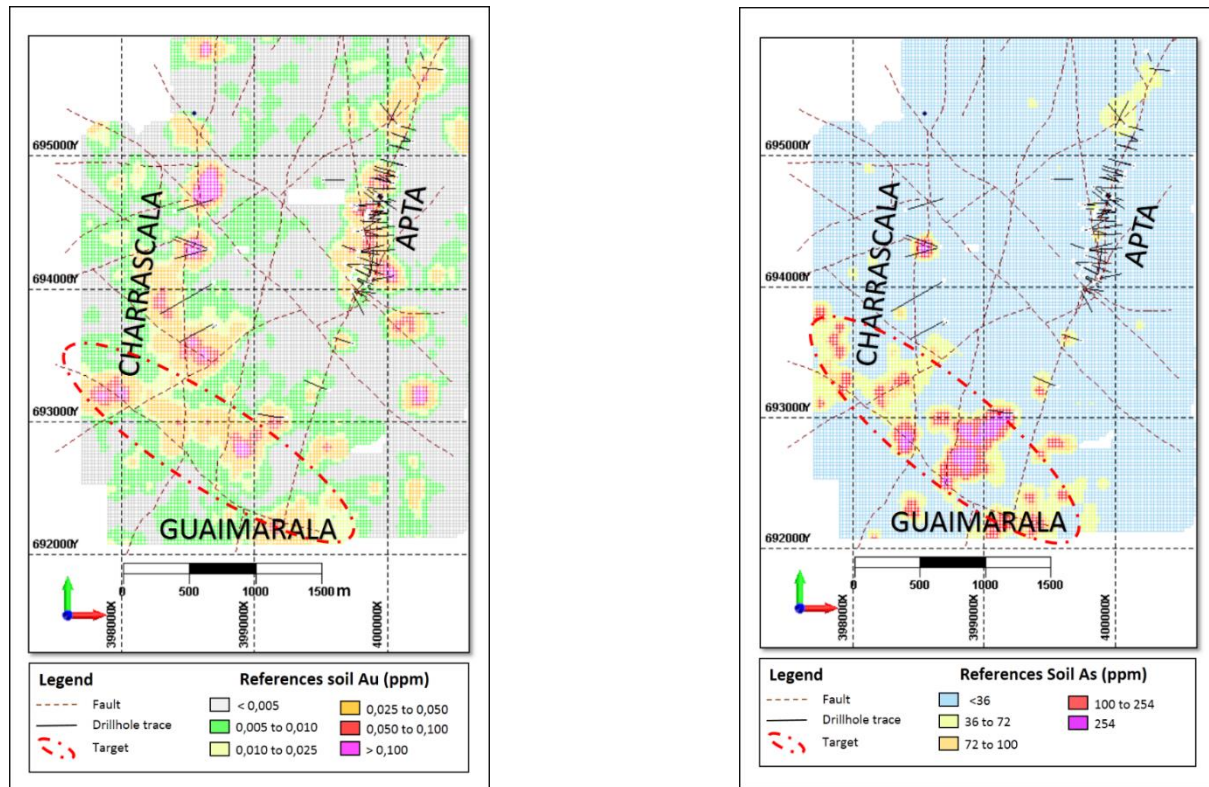 695000Y
694000Y
693000Y
692000Y
CHARRASCALA
APTA
GUAIMARALA
0
500
1000
1500 m
398000X
399000X
400000X
Legend
Fault
Drillhole trace
Target
References soil Au (ppm)
< 0,005
0,005 to 0,010
0,010 to 0,025
0,025 to 0,050
0,050 to 0,100
> 0,100
695000Y
694000Y
693000Y
692000Y
CHARRASCALA
APTA
GUAIMARALA
0
500
1000
1500
398000X
399000X
400000X
Legend
Fault
Drillhole trace
Target
References soil As (ppm)
<36
36 to 72
72 to 100
100 to 254
254